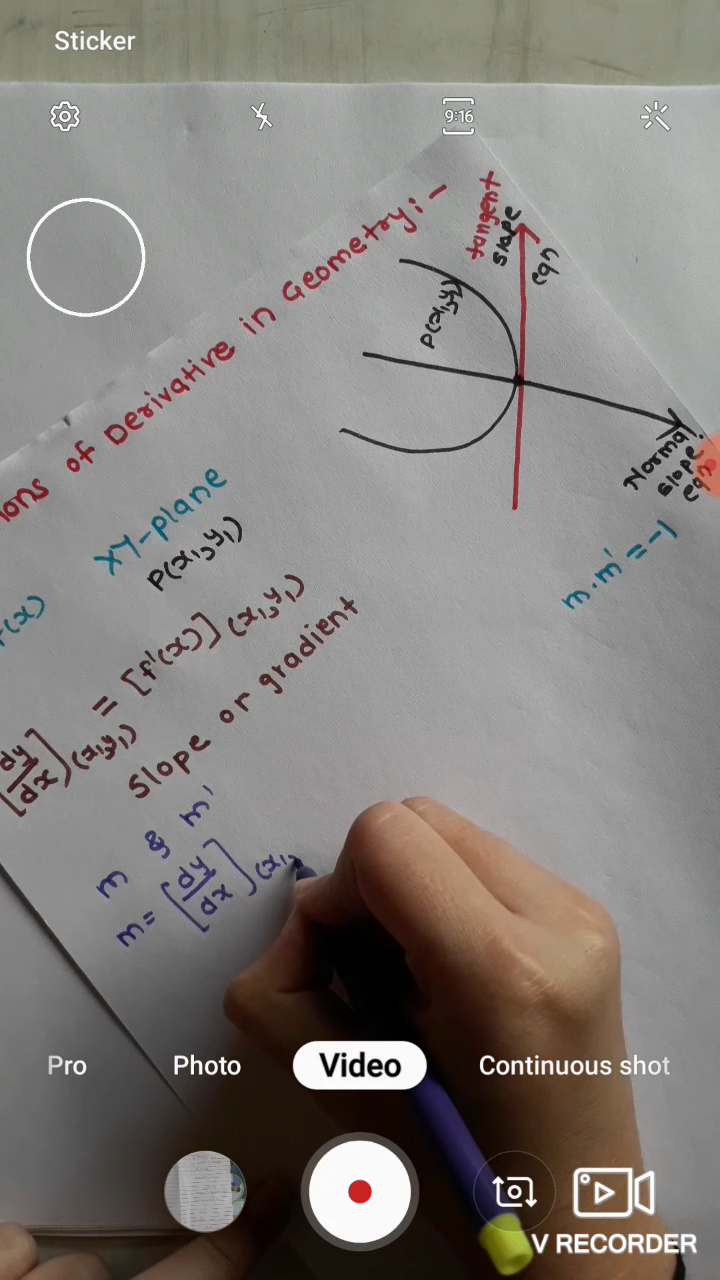 Sticker
9:16
ions of Derivative in Geometry:-
tangent
slope
eqn
P(x₁,y₁)
Normal
slope
eqn
XY-plane
P(x₁,y₁)
f(x)
m.m' = -1
[dy/dx](x₁,y₁) = [f'(x)](x₁,y₁)
slope or gradient
m & m'
m = [dy/dx](x₁,
Pro
Photo
Video
Continuous shot
V RECORDER